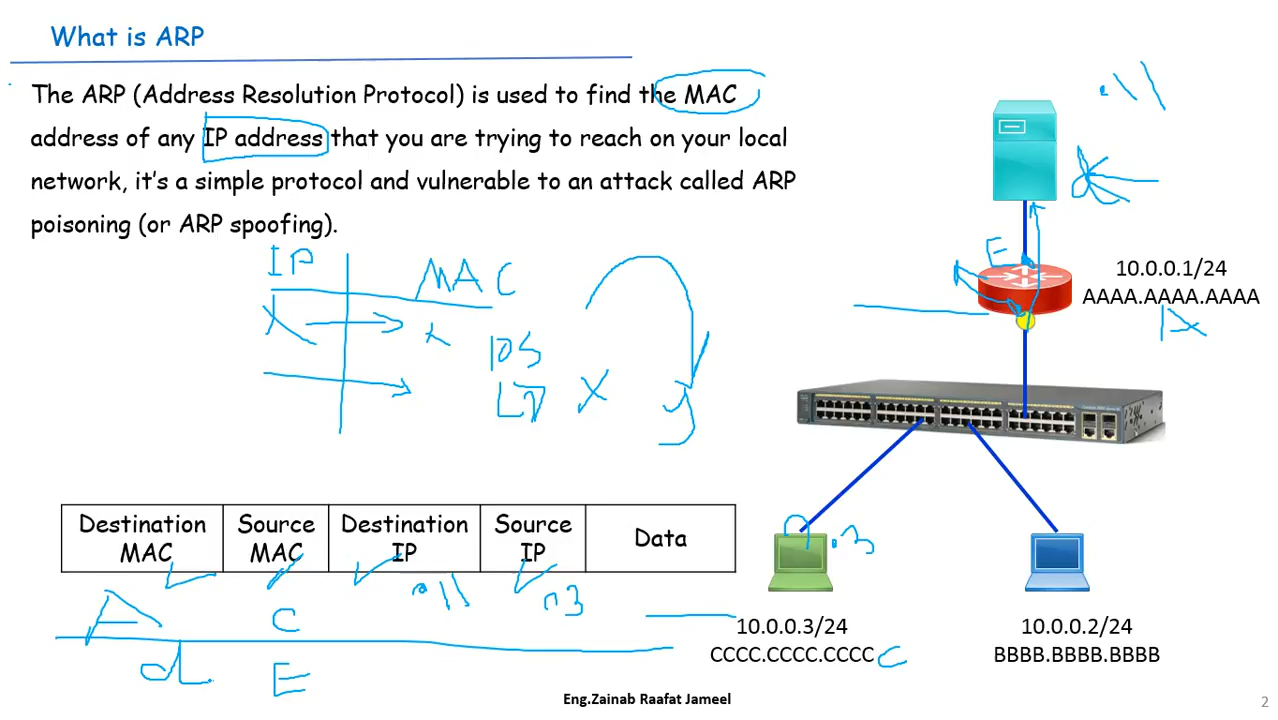 What is ARP
The ARP (Address Resolution Protocol) is used to find the MAC
address of any IP address that you are trying to reach on your local
network, it's a simple protocol and vulnerable to an attack called ARP
poisoning (or ARP spoofing).
IP MAC
X
X
E
10.0.0.1/24
AAAA.AAAA.AAAA
Destination MAC
Source MAC
Destination IP
Source IP
Data
.11
.3
A C
d E
.3
10.0.0.3/24
CCCC.CCCC.CCCC C
10.0.0.2/24
BBBB.BBBB.BBBB
Eng.Zainab Raafat Jameel
2